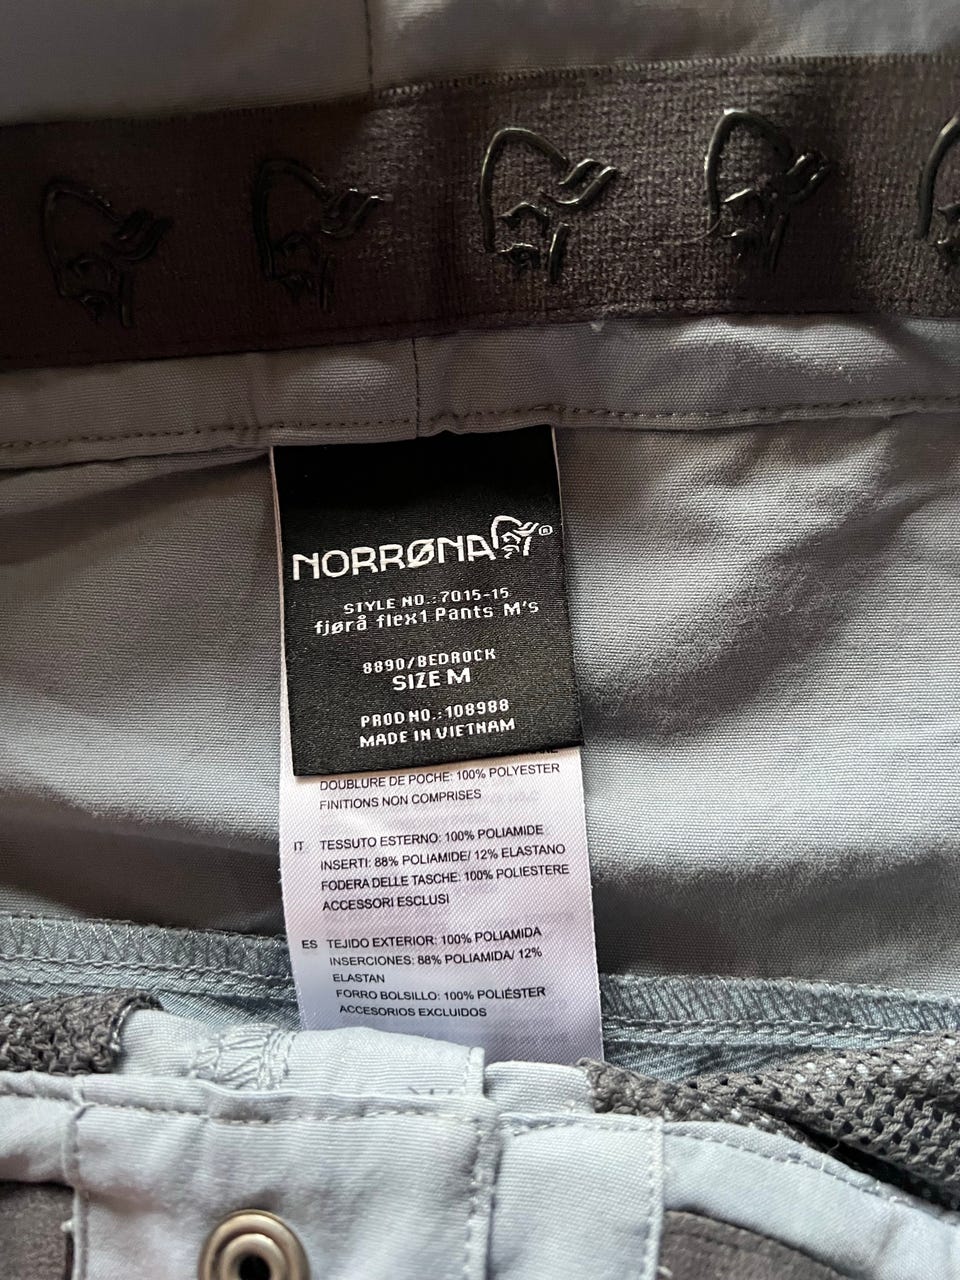 NORRØNA®
STYLE NO.:7015-15
fjørå flex1 Pants M's
8890/BEDROCK
SIZE M
PROD NO.:108988
MADE IN VIETNAM
DOUBLURE DE POCHE: 100% POLYESTER
FINITIONS NON COMPRISES
IT TESSUTO ESTERNO: 100% POLIAMIDE
INSERTI: 88% POLIAMIDE/ 12% ELASTANO
FODERA DELLE TASCHE: 100% POLIESTERE
ACCESSORI ESCLUSI
ES TEJIDO EXTERIOR: 100% POLIAMIDA
INSERCIONES: 88% POLIAMIDA/ 12%
ELASTAN
FORRO BOLSILLO: 100% POLIÉSTER
ACCESORIOS EXCLUIDOS